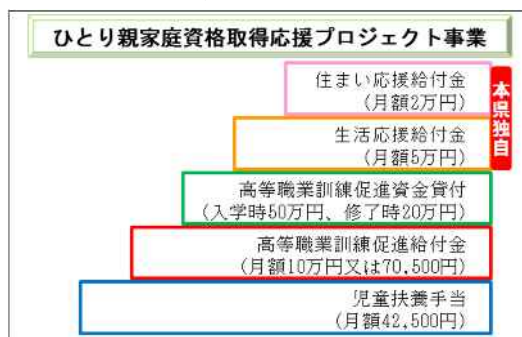 ひとり親家庭資格取得応援プロジェクト事業
住まい応援給付金
(月額2万円)
本県独自
生活応援給付金
(月額5万円)
高等職業訓練促進資金貸付
(入学時50万円、修了時20万円)
高等職業訓練促進給付金
(月額10万円又は70,500円)
児童扶養手当
(月額42,500円)